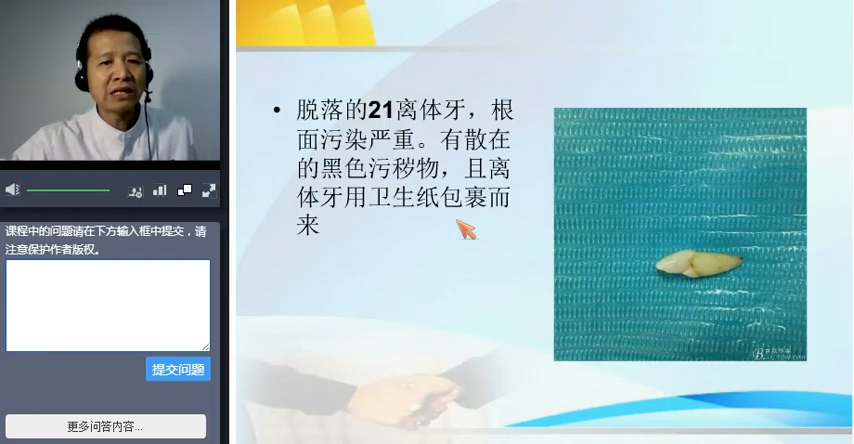 课程中的问题请在下方输入框中提交，请
注意保护作者版权。
提交问题
更多问答内容...
• 脱落的21离体牙，根
面污染严重。有散在
的黑色污秽物，且离
体牙用卫生纸包裹而
来